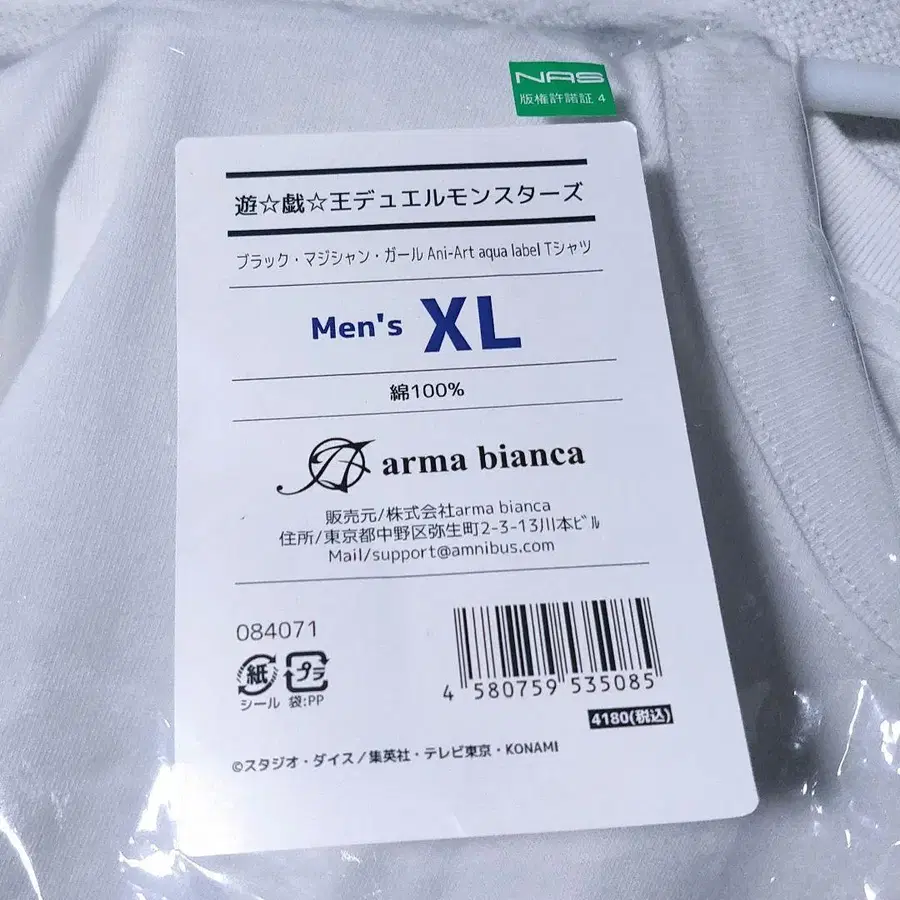 NAS
版権許諾証 4
遊☆戯☆王デュエルモンスターズ
ブラック・マジシャン・ガール Ani-Art aqua label Tシャツ
Men's XL
綿100%
arma bianca
販売元/株式会社arma bianca
住所/東京都中野区弥生町2-3-13川本ビル
Mail/support@amnibus.com
084071
紙 プラ
シール 袋:PP
4 580759 535085
4180(税込)
©スタジオ・ダイス/集英社・テレビ東京・KONAMI